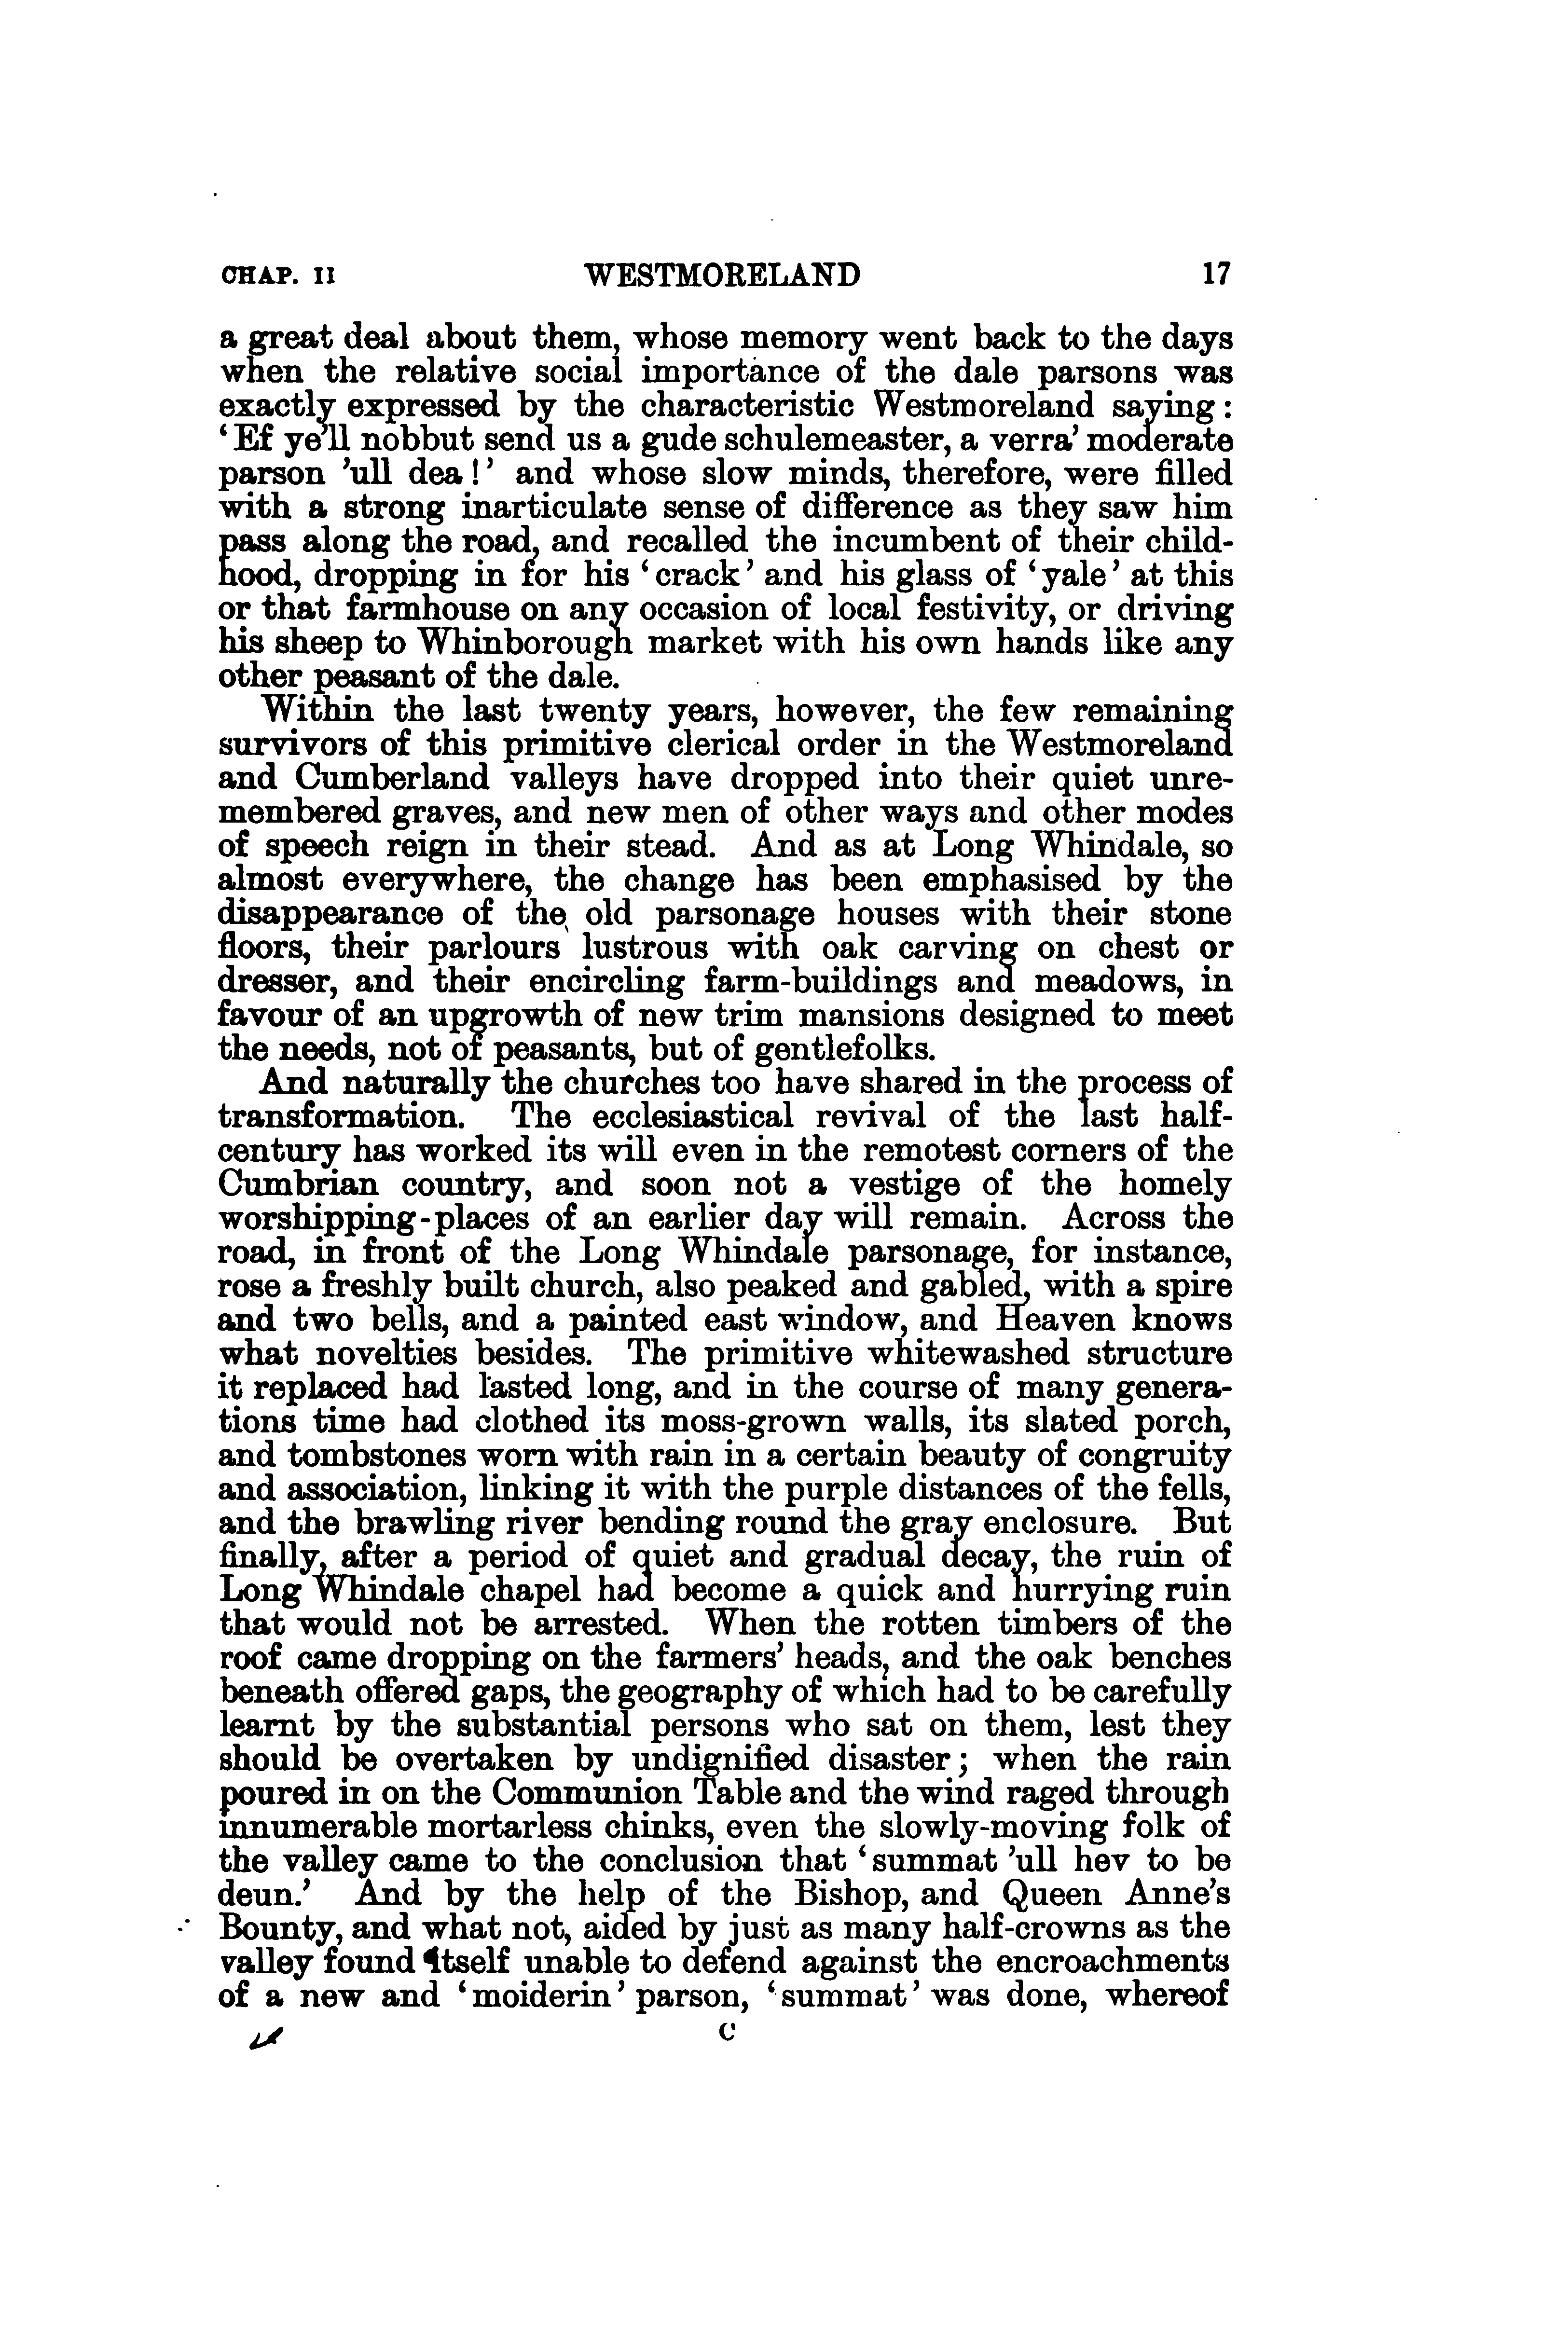 CHAP. II WESTMORELAND 17
a great deal about them, whose memory went back to the days
when the relative social importance of the dale parsons was
exactly expressed by the characteristic Westmoreland saying:
‘Ef ye’ll nobbut send us a gude schulemeaster, a verra’ moderate
parson ’ull dea!’ and whose slow minds, therefore, were filled
with a strong inarticulate sense of difference as they saw him
pass along the road, and recalled the incumbent of their child-
hood, dropping in for his ‘crack’ and his glass of ‘yale’ at this
or that farmhouse on any occasion of local festivity, or driving
his sheep to Whinborough market with his own hands like any
other peasant of the dale.
Within the last twenty years, however, the few remaining
survivors of this primitive clerical order in the Westmoreland
and Cumberland valleys have dropped into their quiet unre-
membered graves, and new men of other ways and other modes
of speech reign in their stead. And as at Long Whindale, so
almost everywhere, the change has been emphasised by the
disappearance of the old parsonage houses with their stone
floors, their parlours lustrous with oak carving on chest or
dresser, and their encircling farm-buildings and meadows, in
favour of an upgrowth of new trim mansions designed to meet
the needs, not of peasants, but of gentlefolks.
And naturally the churches too have shared in the process of
transformation. The ecclesiastical revival of the last half-
century has worked its will even in the remotest corners of the
Cumbrian country, and soon not a vestige of the homely
worshipping-places of an earlier day will remain. Across the
road, in front of the Long Whindale parsonage, for instance,
rose a freshly built church, also peaked and gabled, with a spire
and two bells, and a painted east window, and Heaven knows
what novelties besides. The primitive whitewashed structure
it replaced had lasted long, and in the course of many genera-
tions time had clothed its moss-grown walls, its slated porch,
and tombstones worn with rain in a certain beauty of congruity
and association, linking it with the purple distances of the fells,
and the brawling river bending round the gray enclosure. But
finally, after a period of quiet and gradual decay, the ruin of
Long Whindale chapel had become a quick and hurrying ruin
that would not be arrested. When the rotten timbers of the
roof came dropping on the farmers’ heads, and the oak benches
beneath offered gaps, the geography of which had to be carefully
learnt by the substantial persons who sat on them, lest they
should be overtaken by undignified disaster; when the rain
poured in on the Communion Table and the wind raged through
innumerable mortarless chinks, even the slowly-moving folk of
the valley came to the conclusion that ‘summat ’ull hev to be
deun.’ And by the help of the Bishop, and Queen Anne’s
Bounty, and what not, aided by just as many half-crowns as the
valley found itself unable to defend against the encroachments
of a new and ‘moiderin’ parson, ‘summat’ was done, whereof
C